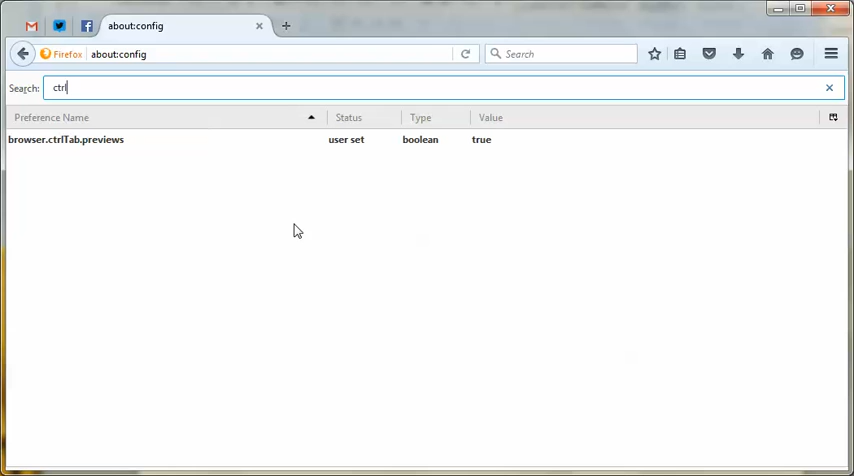 about:config
Firefox about:config Search
Search: ctrl
Preference Name Status Type Value
browser.ctrlTab.previews user set boolean true